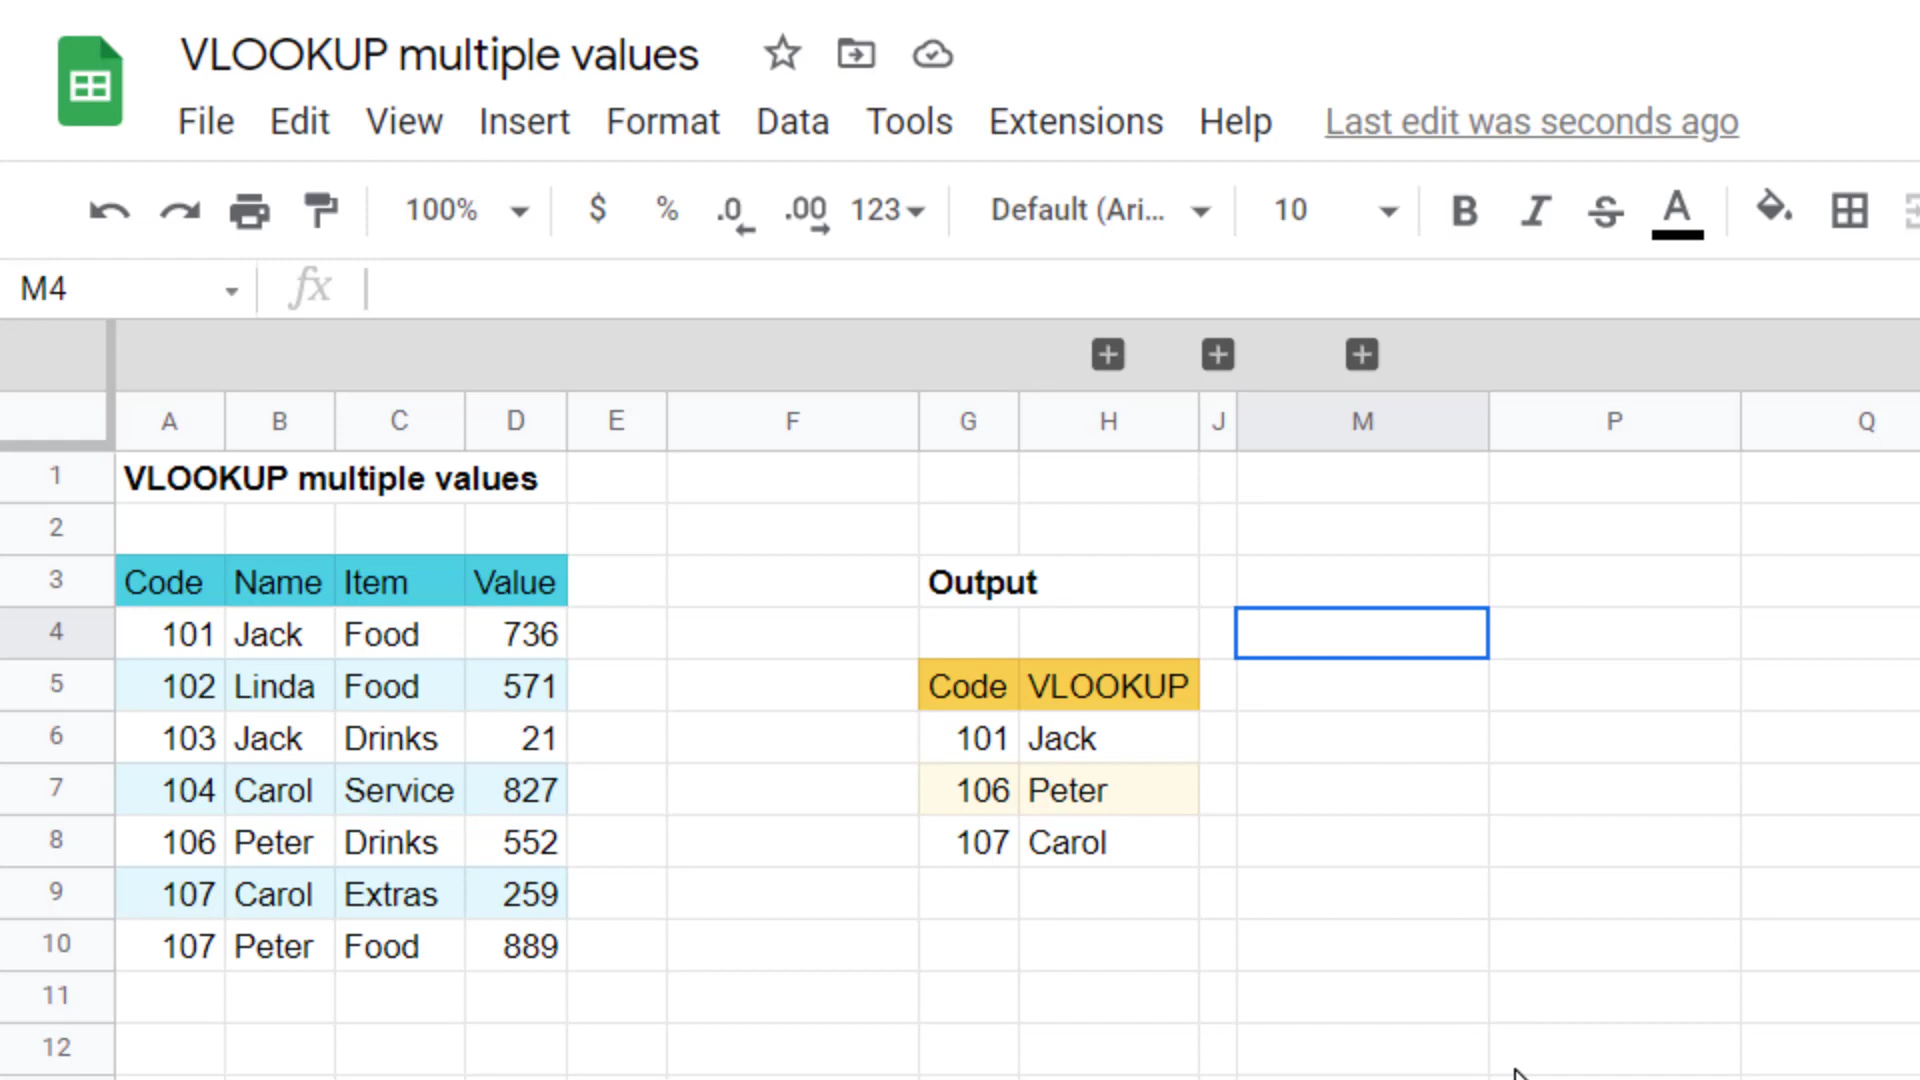 VLOOKUP multiple values
File Edit View Insert Format Data Tools Extensions Help Last edit was seconds ago
100% $ % .0 .00 123 Default (Ari... 10 B I S A
M4 fx
A B C D E F G H J M P Q
1 VLOOKUP multiple values
2
3 Code Name Item Value Output
4 101 Jack Food 736
5 102 Linda Food 571 Code VLOOKUP
6 103 Jack Drinks 21 101 Jack
7 104 Carol Service 827 106 Peter
8 106 Peter Drinks 552 107 Carol
9 107 Carol Extras 259
10 107 Peter Food 889
11
12